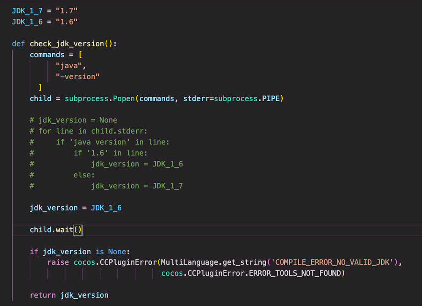 JDK_1_7 = "1.7"
JDK_1_6 = "1.6"
def check_jdk_version():
commands = [
"java",
"-version"
]
child = subprocess.Popen(commands, stderr=subprocess.PIPE)
# jdk_version = None
# for line in child.stderr:
#     if 'java version' in line:
#         if '1.6' in line:
#             jdk_version = JDK_1_6
#         else:
#             jdk_version = JDK_1_7
jdk_version = JDK_1_6
child.wait()
if jdk_version is None:
raise cocos.CCPluginError(MultiLanguage.get_string('COMPILE_ERROR_NO_VALID_JDK'),
cocos.CCPluginError.ERROR_TOOLS_NOT_FOUND)
return jdk_version